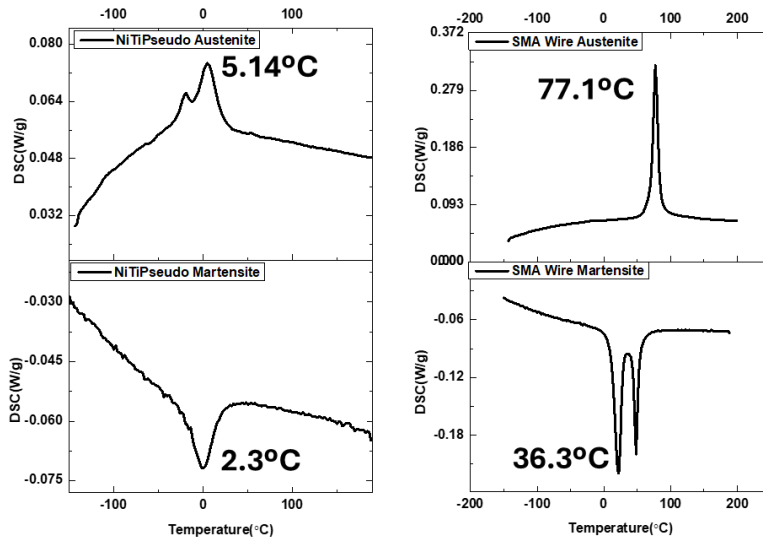 -100 0 100
NiTiPseudo Austenite
5.14ºC
0.080
0.064
0.048
0.032
DSC(W/g)
NiTiPseudo Martensite
2.3ºC
-0.030
-0.045
-0.060
-0.075
DSC(W/g)
-100 0 100
Temperature(°C)
-200 -100 0 100 200
SMA Wire Austenite
77.1ºC
0.372
0.279
0.186
0.093
0.000
DSC(W/g)
SMA Wire Martensite
36.3ºC
-0.06
-0.12
-0.18
DSC(W/g)
-200 -100 0 100 200
Temperature(°C)